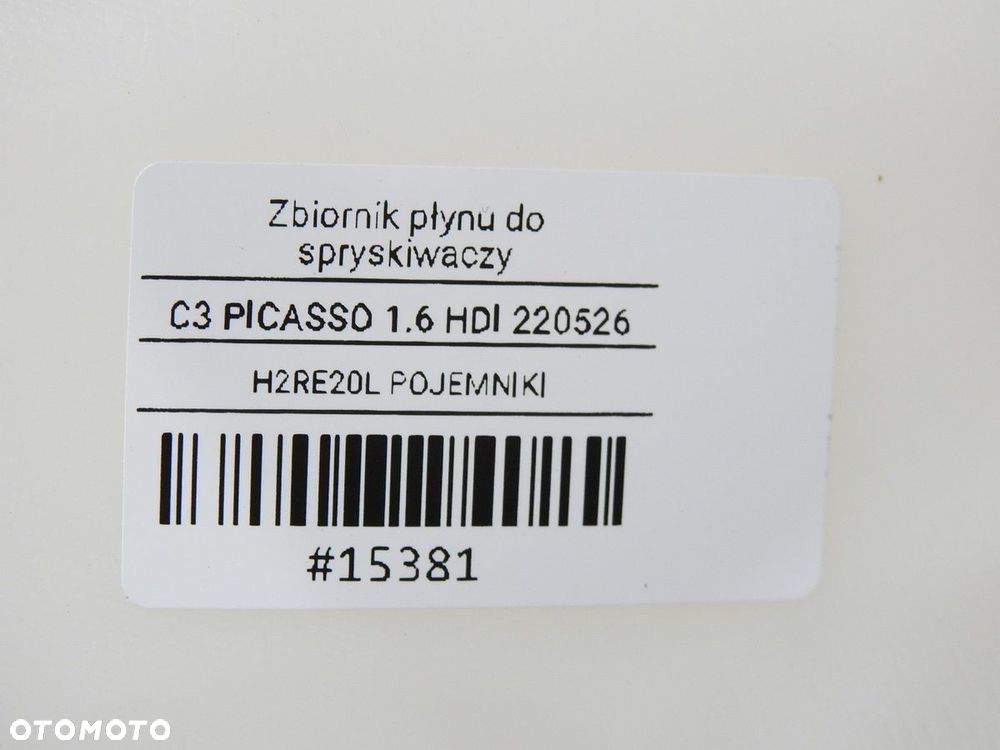 Zbiornik płynu do
spryskiwaczy
C3 PICASSO 1.6 HDI 220526
H2RE20L POJEMNIKI
#15381
OTOMOTO